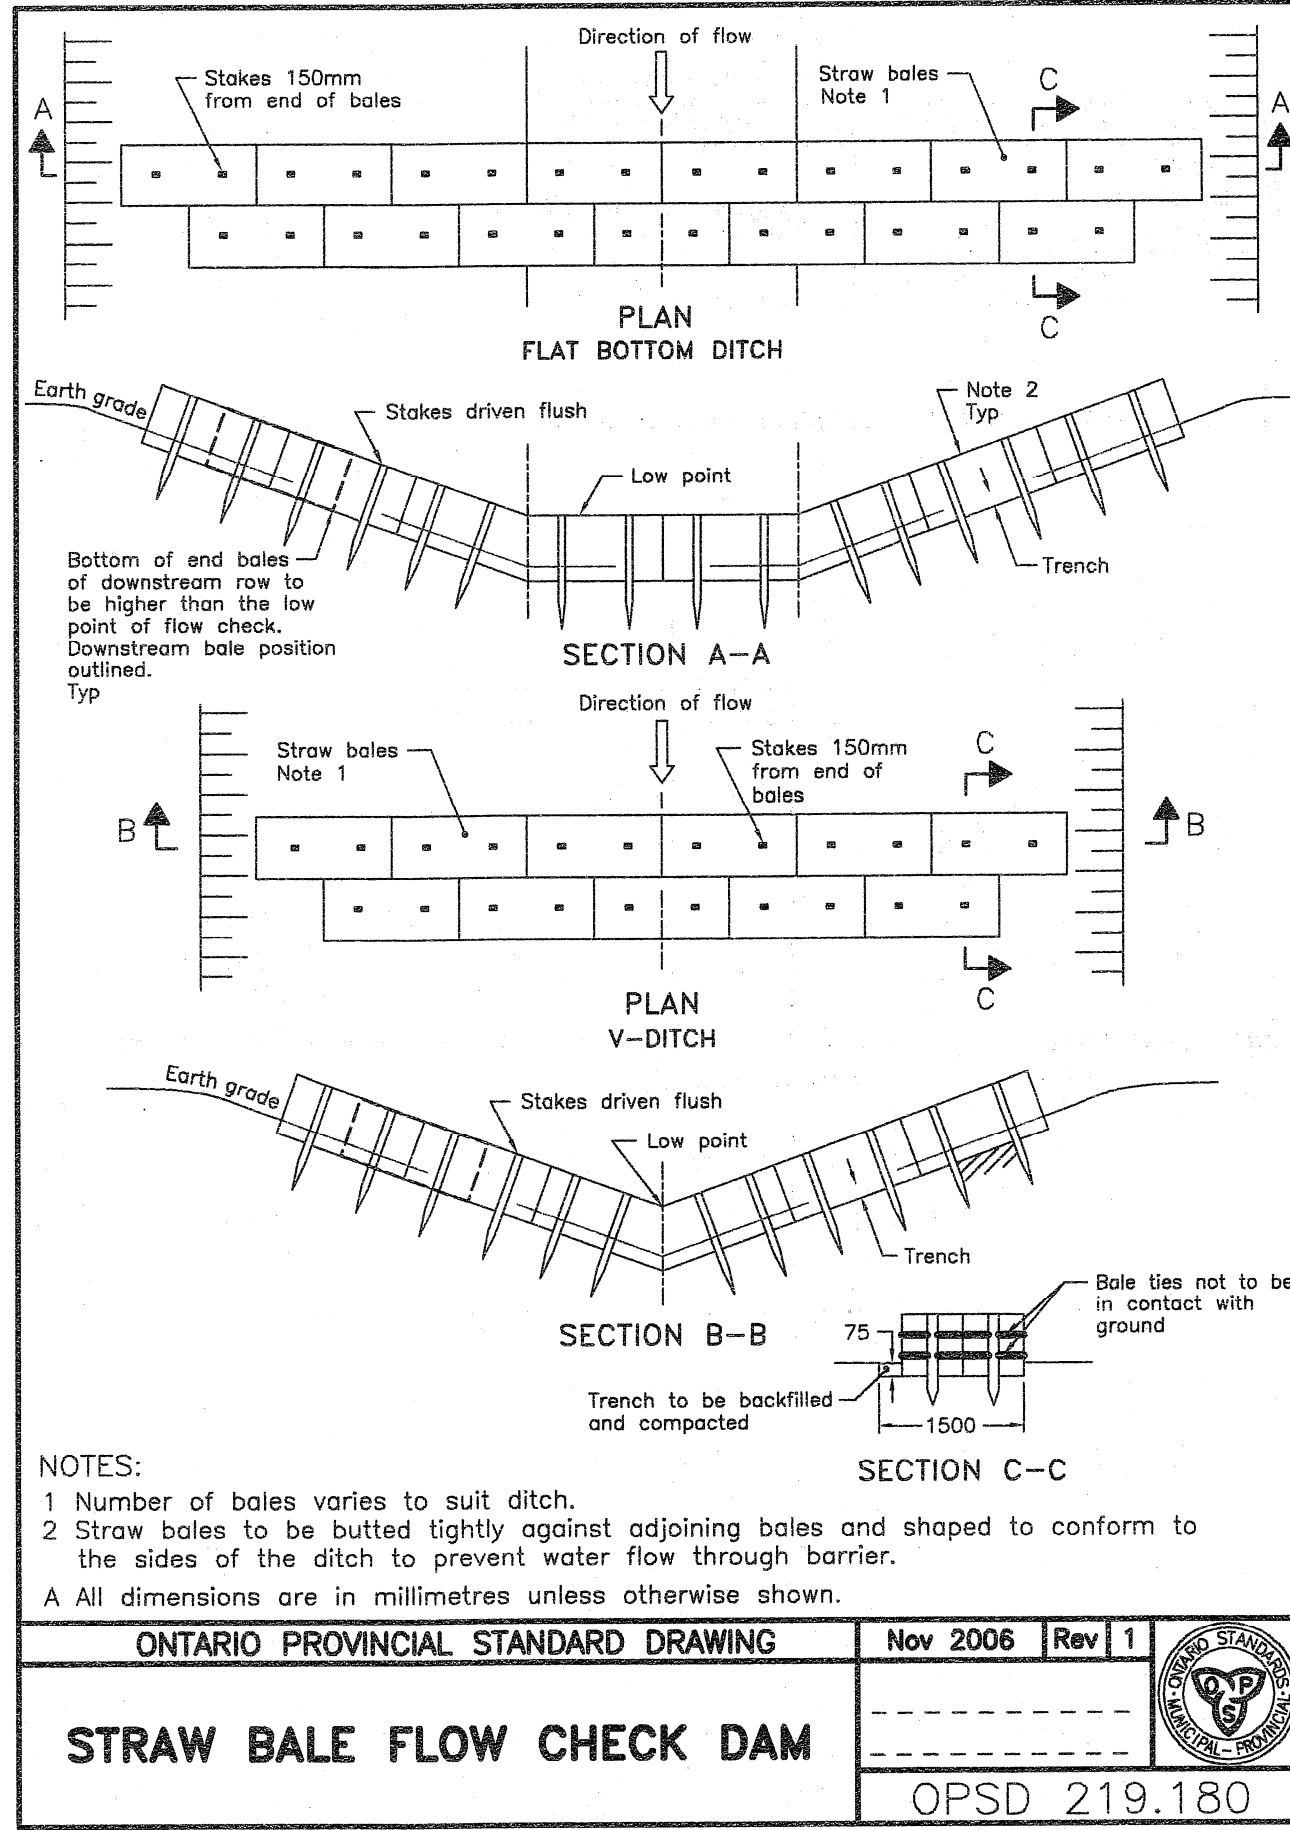 Direction of flow
Stakes 150mm
from end of bales
Straw bales
Note 1
C
A
A
C
PLAN
FLAT BOTTOM DITCH
Earth grade
Stakes driven flush
Note 2
Typ
Low point
Bottom of end bales
of downstream row to
be higher than the low
point of flow check.
Downstream bale position
outlined.
Typ
Trench
SECTION A-A
Direction of flow
Straw bales
Note 1
Stakes 150mm
from end of
bales
C
B
B
C
PLAN
V-DITCH
Earth grade
Stakes driven flush
Low point
Trench
SECTION B-B
Bale ties not to be
in contact with
ground
75
Trench to be backfilled
and compacted
1500
SECTION C-C
NOTES:
1 Number of bales varies to suit ditch.
2 Straw bales to be butted tightly against adjoining bales and shaped to conform to
the sides of the ditch to prevent water flow through barrier.
A All dimensions are in millimetres unless otherwise shown.
ONTARIO PROVINCIAL STANDARD DRAWING
Nov 2006 Rev 1
STRAW BALE FLOW CHECK DAM
ONTARIO STANDARDS
MUNICIPAL - PROVINCIAL
OPS
OPSD 219.180